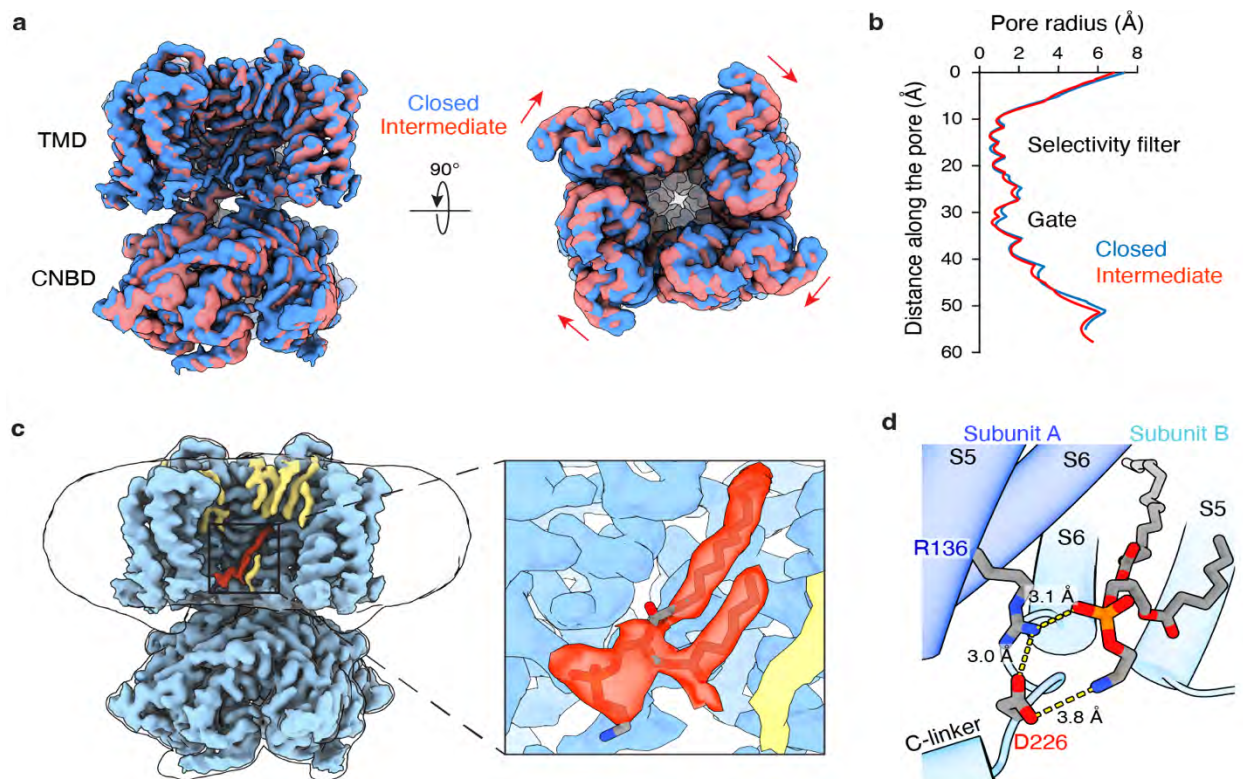 a
TMD
CNBD
Closed
Intermediate
90°
b
Pore radius (Å)
0 2 4 6 8
Distance along the pore (Å)
0
10
20
30
40
50
60
Selectivity filter
Gate
Closed
Intermediate
c
d
Subunit A
Subunit B
S5
S6
S6
S5
R136
3.1 Å
3.0 Å
3.8 Å
C-linker
D226